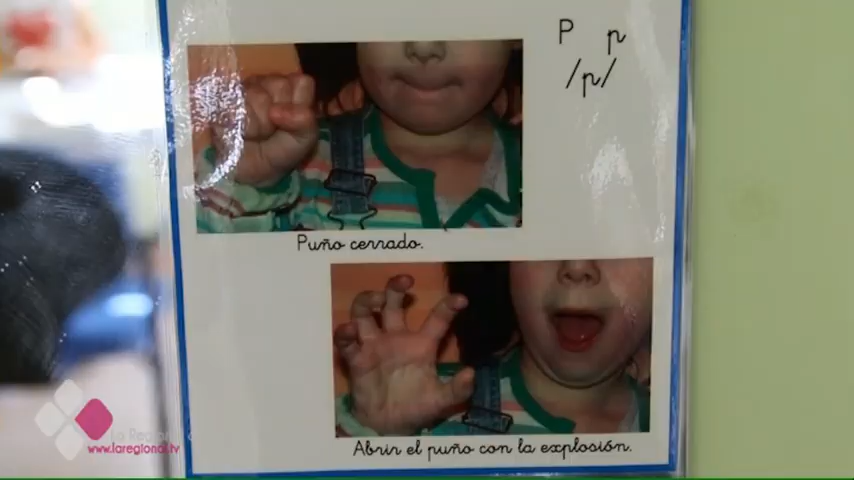 P p
/p/
Puño cerrado.
Abrir el puño con la explosión.
www.laregional.tv